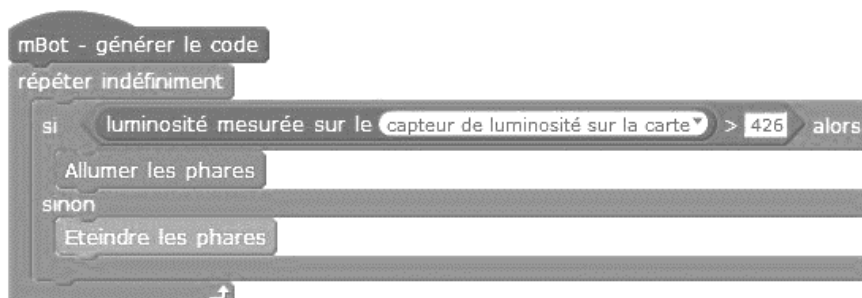 mBot - générer le code
répéter indéfiniment
si luminosité mesurée sur le capteur de luminosité sur la carte > 426 alors
Allumer les phares
sinon
Eteindre les phares